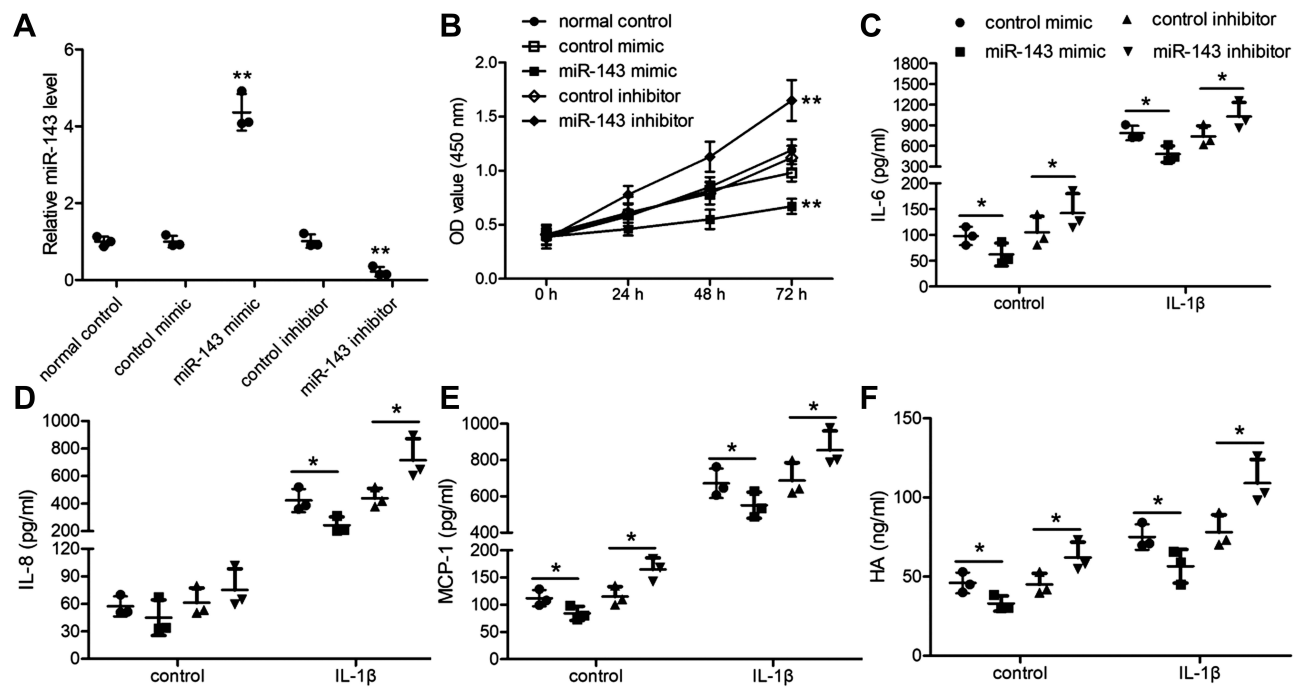 A
Relative miR-143 level
6
4
2
0
**
**
normal control
control mimic
miR-143 mimic
control inhibitor
miR-143 inhibitor
B
normal control
control mimic
miR-143 mimic
control inhibitor
miR-143 inhibitor
OD value (450 nm)
2.0
1.5
1.0
0.5
0.0
**
**
0 h 24 h 48 h 72 h
C
control mimic control inhibitor
miR-143 mimic miR-143 inhibitor
IL-6 (pg/ml)
1800
1500
1200
900
600
300
200
150
100
50
0
* * * *
control IL-1β
D
IL-8 (pg/ml)
1000
800
600
400
200
120
90
60
30
0
* *
control IL-1β
E
MCP-1 (pg/ml)
1000
800
600
400
200
150
100
50
0
* * * *
control IL-1β
F
HA (ng/ml)
150
100
50
0
* * * *
control IL-1β